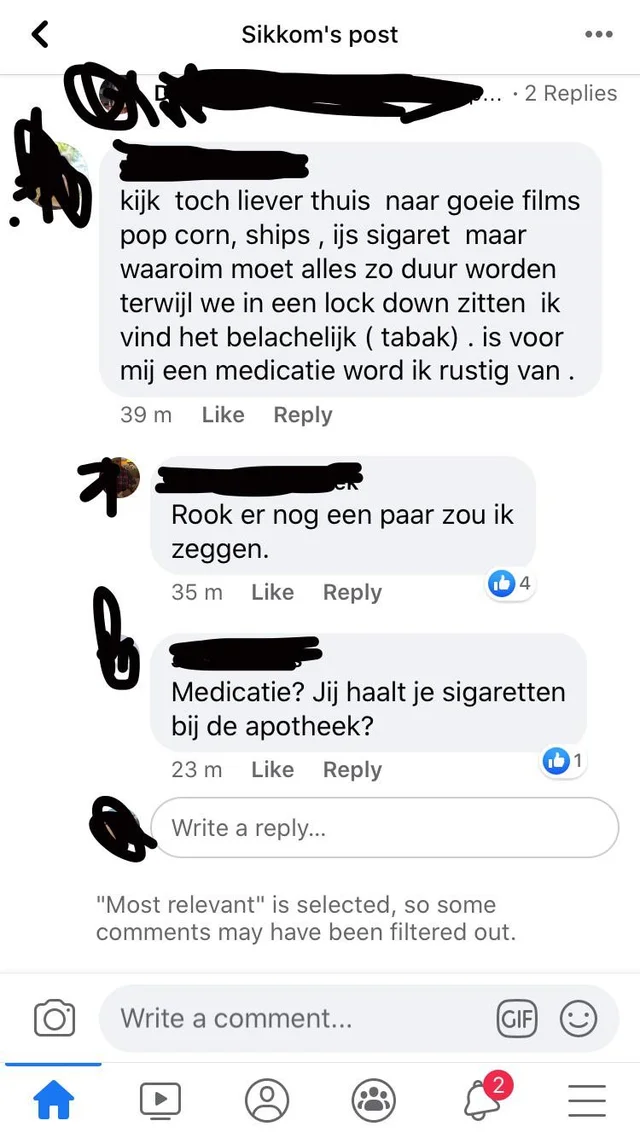 Sikkom's post
... · 2 Replies
kijk toch liever thuis naar goeie films
pop corn, ships , ijs sigaret maar
waaroim moet alles zo duur worden
terwijl we in een lock down zitten ik
vind het belachelijk ( tabak) . is voor
mij een medicatie word ik rustig van .
39 m Like Reply
Rook er nog een paar zou ik
zeggen.
35 m Like Reply 4
Medicatie? Jij haalt je sigaretten
bij de apotheek?
23 m Like Reply 1
Write a reply...
"Most relevant" is selected, so some
comments may have been filtered out.
Write a comment... GIF
2